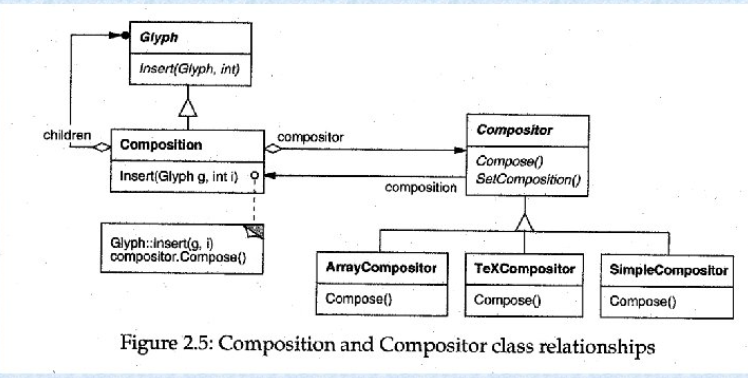 Glyph
Insert(Glyph, int)
children
Composition
Insert(Glyph g, int i)
compositor
composition
Compositor
Compose()
SetComposition()
Glyph::Insert(g, i)
compositor.Compose()
ArrayCompositor
Compose()
TeXCompositor
Compose()
SimpleCompositor
Compose()
Figure 2.5: Composition and Compositor class relationships